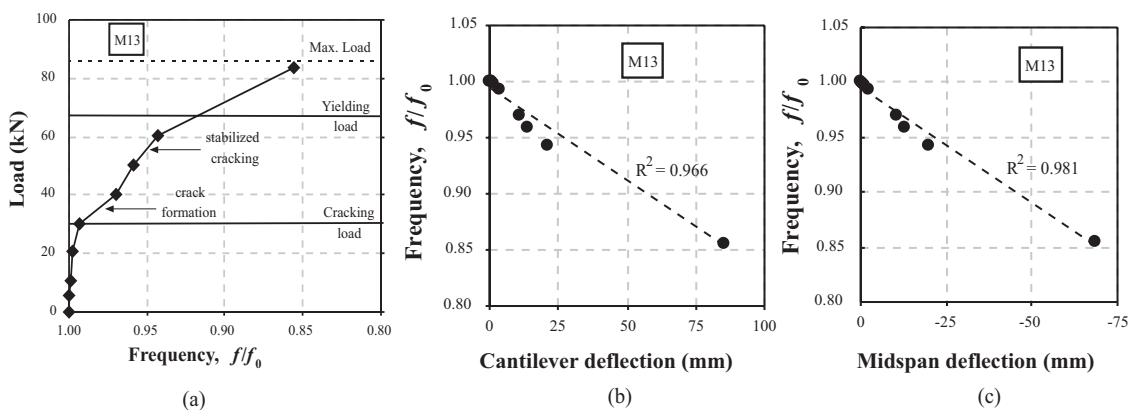 M13
Max. Load
Yielding
load
stabilized
cracking
crack
formation
Cracking
load
Load (kN)
100
80
60
40
20
0
1.00 0.95 0.90 0.85 0.80
Frequency, f/f0
(a)
M13
R2 = 0.966
Frequency, f/f0
1.05
1.00
0.95
0.90
0.85
0.80
0 25 50 75 100
Cantilever deflection (mm)
(b)
M13
R2 = 0.981
Frequency, f/f0
1.05
1.00
0.95
0.90
0.85
0.80
0 -25 -50 -75
Midspan deflection (mm)
(c)